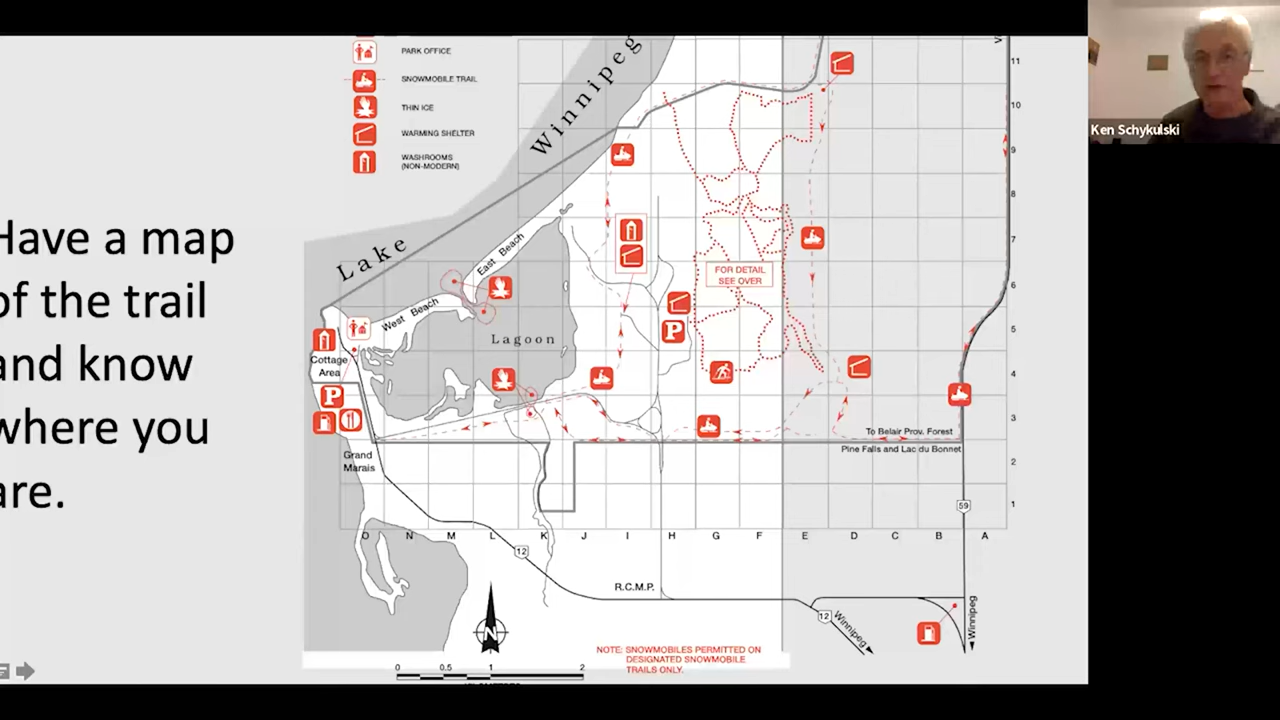 Have a map
of the trail
and know
where you
are.
PARK OFFICE
SNOWMOBILE TRAIL
THIN ICE
WARMING SHELTER
WASHROOMS
(NON-MODERN)
Lake
Winnipeg
East Beach
West Beach
Lagoon
Cottage
Area
P
P
Grand
Marais
FOR DETAIL
SEE OVER
To Belair Prov. Forest
Pine Falls and Lac du Bonnet
11
10
9
8
7
6
5
4
3
2
1
O N M L K J I H G F E D C B A
59
12
R.C.M.P.
12
Winnipeg
Winnipeg
N
NOTE: SNOWMOBILES PERMITTED ON
DESIGNATED SNOWMOBILE
TRAILS ONLY.
0 0.5 1 2
Ken Schykulski